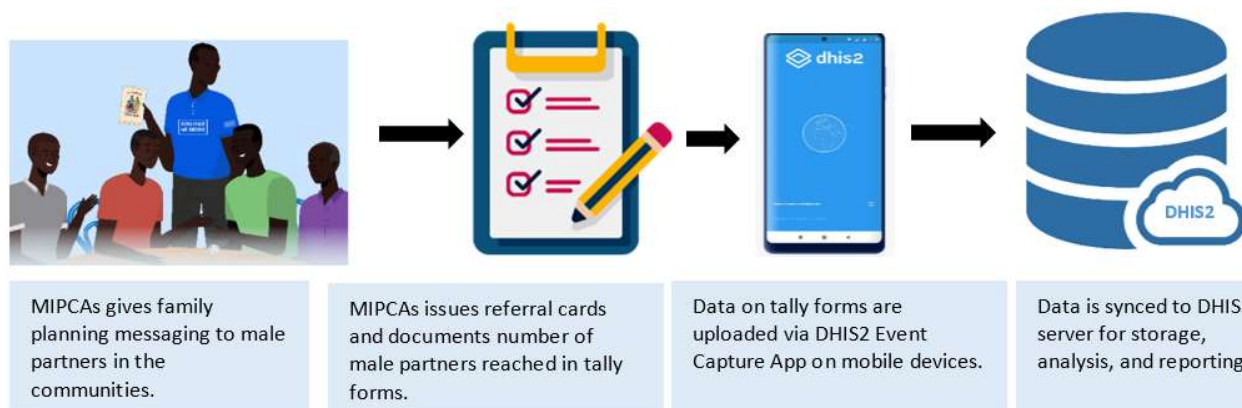 dhis2
DHIS2
MIPCAs gives family
planning messaging to male
partners in the
communities.
MIPCAs issues referral cards
and documents number of
male partners reached in tally
forms.
Data on tally forms are
uploaded via DHIS2 Event
Capture App on mobile devices.
Data is synced to DHIS
server for storage,
analysis, and reporting